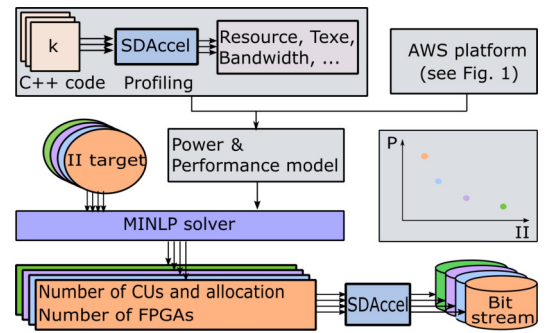 k
SDAccel
Resource, Texe,
Bandwidth, ...
C++ code
Profiling
AWS platform
(see Fig. 1)
II target
Power &
Performance model
P
II
MINLP solver
Number of CUs and allocation
Number of FPGAs
SDAccel
Bit
stream